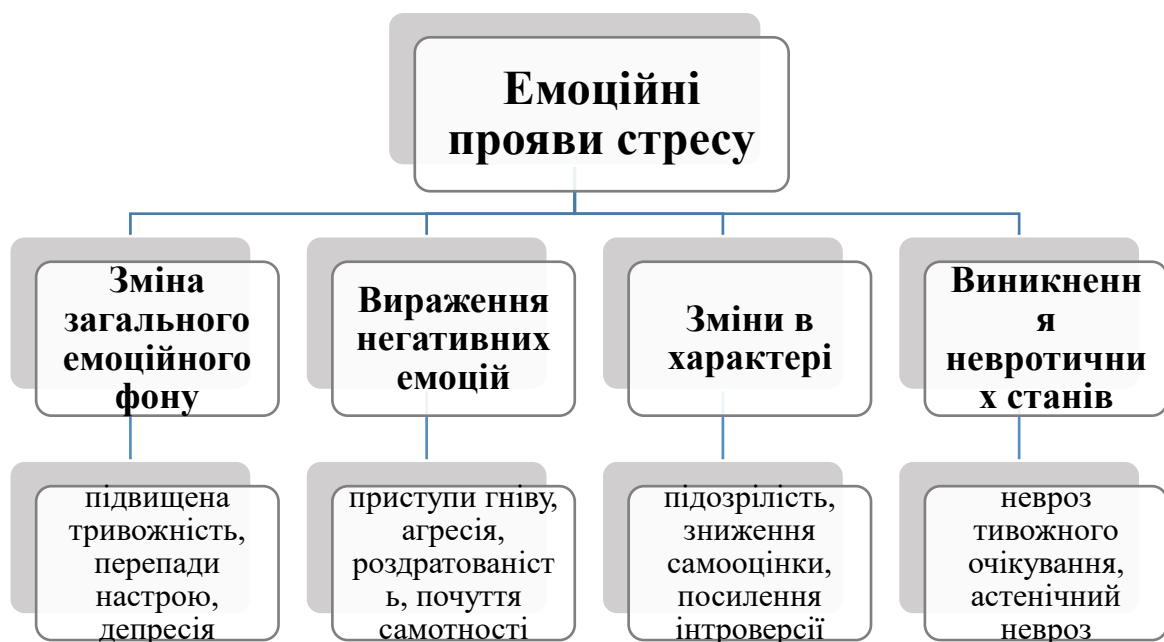 Емоційні
прояви стресу
Зміна
загального
емоційного
фону
Вираження
негативних
емоцій
Зміни в
характері
Виникненн
я
невротични
х станів
підвищена
тривожність,
перепади
настрою,
депресія
приступи гніву,
агресія,
роздратованіст
ь, почуття
самотності
підозрілість,
зниження
самооцінки,
посилення
інтроверсії
невроз
тивожного
очікування,
астенічний
невроз